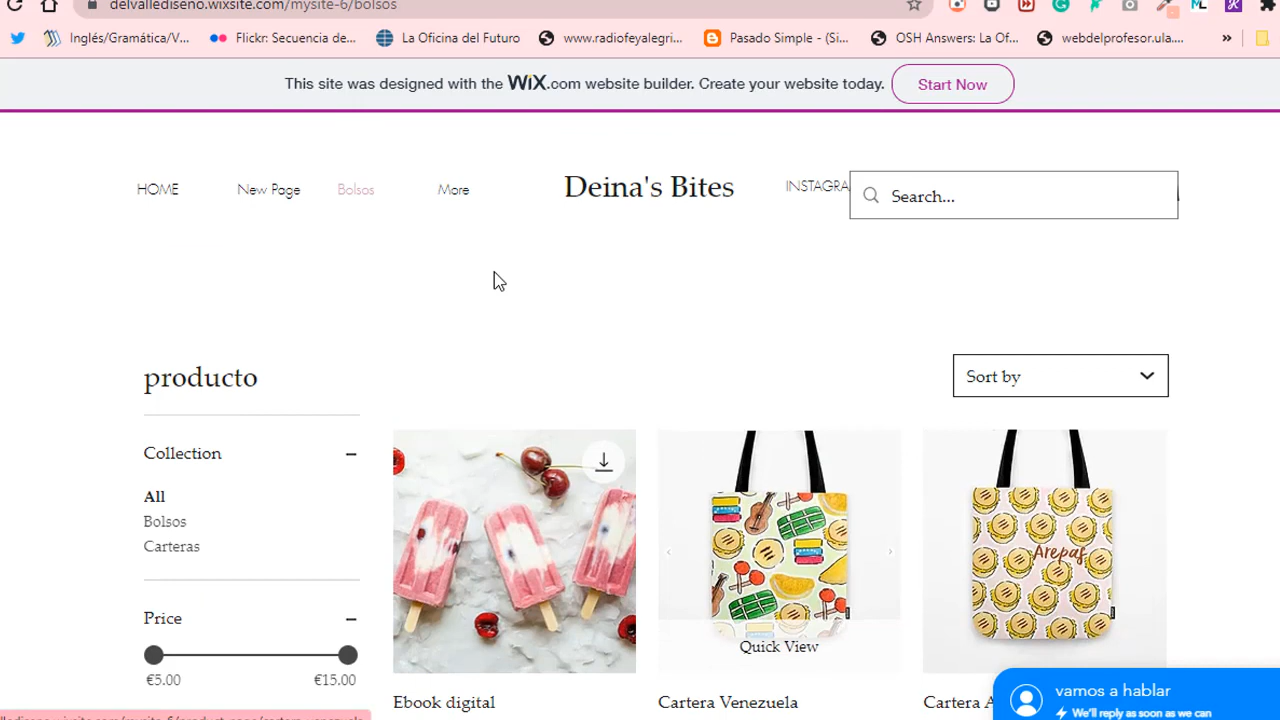 delvallediseno.wixsite.com/mysite-6/bolsos
Inglés/Gramática/V... Flickr: Secuencia de... La Oficina del Futuro www.radiofeyalegri... Pasado Simple - (Si... OSH Answers: La Of... webdelprofesor.ula.... »
This site was designed with the WiX.com website builder. Create your website today. Start Now
HOME New Page Bolsos More Deina's Bites INSTAGRA Search...
producto
Sort by
Collection
All
Bolsos
Carteras
Price
€5.00 €15.00
Arepas
Quick View
Ebook digital Cartera Venezuela Cartera
vamos a hablar
We'll reply as soon as we can